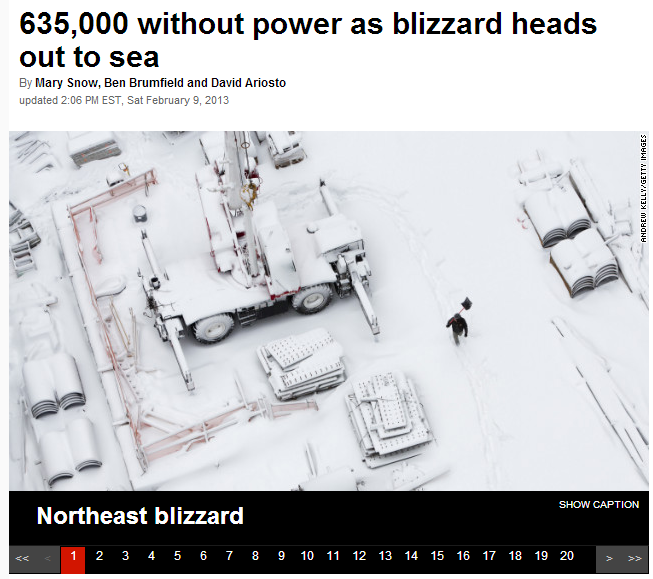 635,000 without power as blizzard heads
out to sea
By Mary Snow, Ben Brumfield and David Ariosto
updated 2:06 PM EST, Sat February 9, 2013
ANDREW KELLY/GETTY IMAGES
SHOW CAPTION
Northeast blizzard
<< < 1 2 3 4 5 6 7 8 9 10 11 12 13 14 15 16 17 18 19 20 > >>